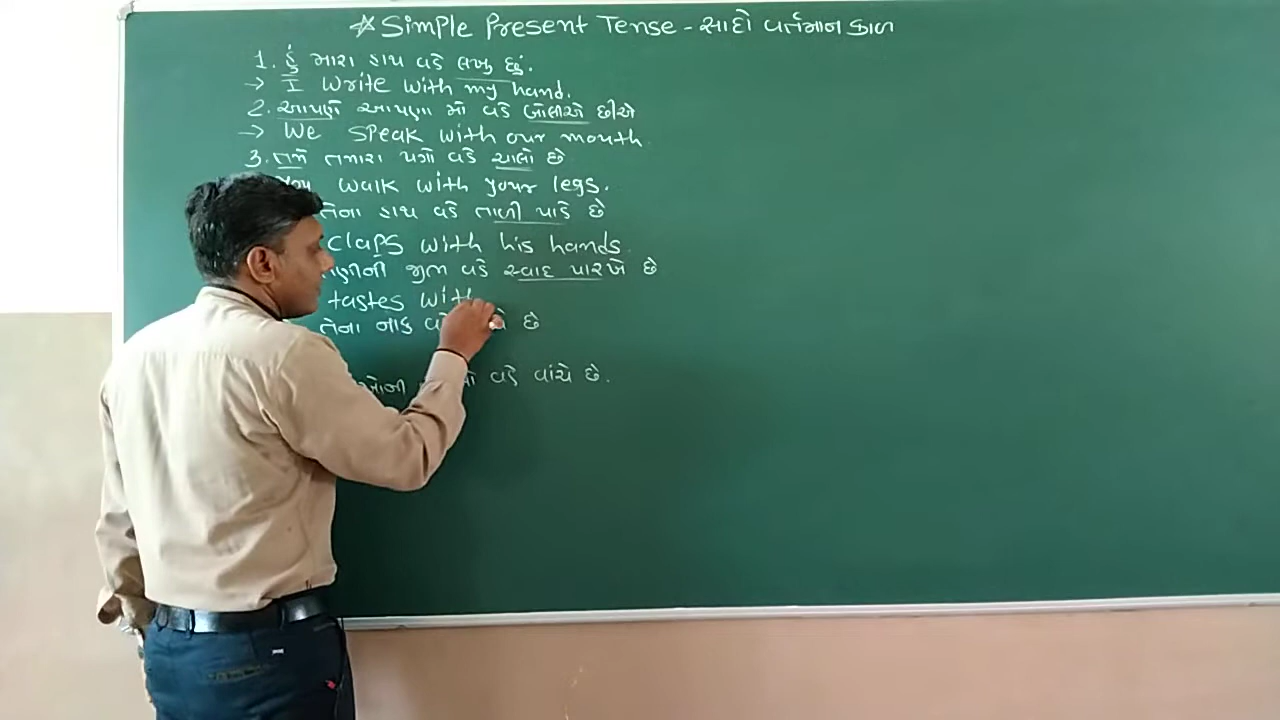 ☆ Simple Present Tense - સાદો વર્તમાન કાળ
1. હું મારા હાથ વડે લખુ છું.
→ I write with my hand.
2. આપણે આપણા મોં વડે બોલીએ છીએ
→ We speak with our mouth.
3. તમે તમારા પગો વડે ચાલો છો
You walk with your legs.
તેના હાથ વડે તાળી પાડે છે
claps with his hands.
જીભ વડે સ્વાદ પારખે છે
tastes with
તેના નાક છે
વડે વાંચે છે.